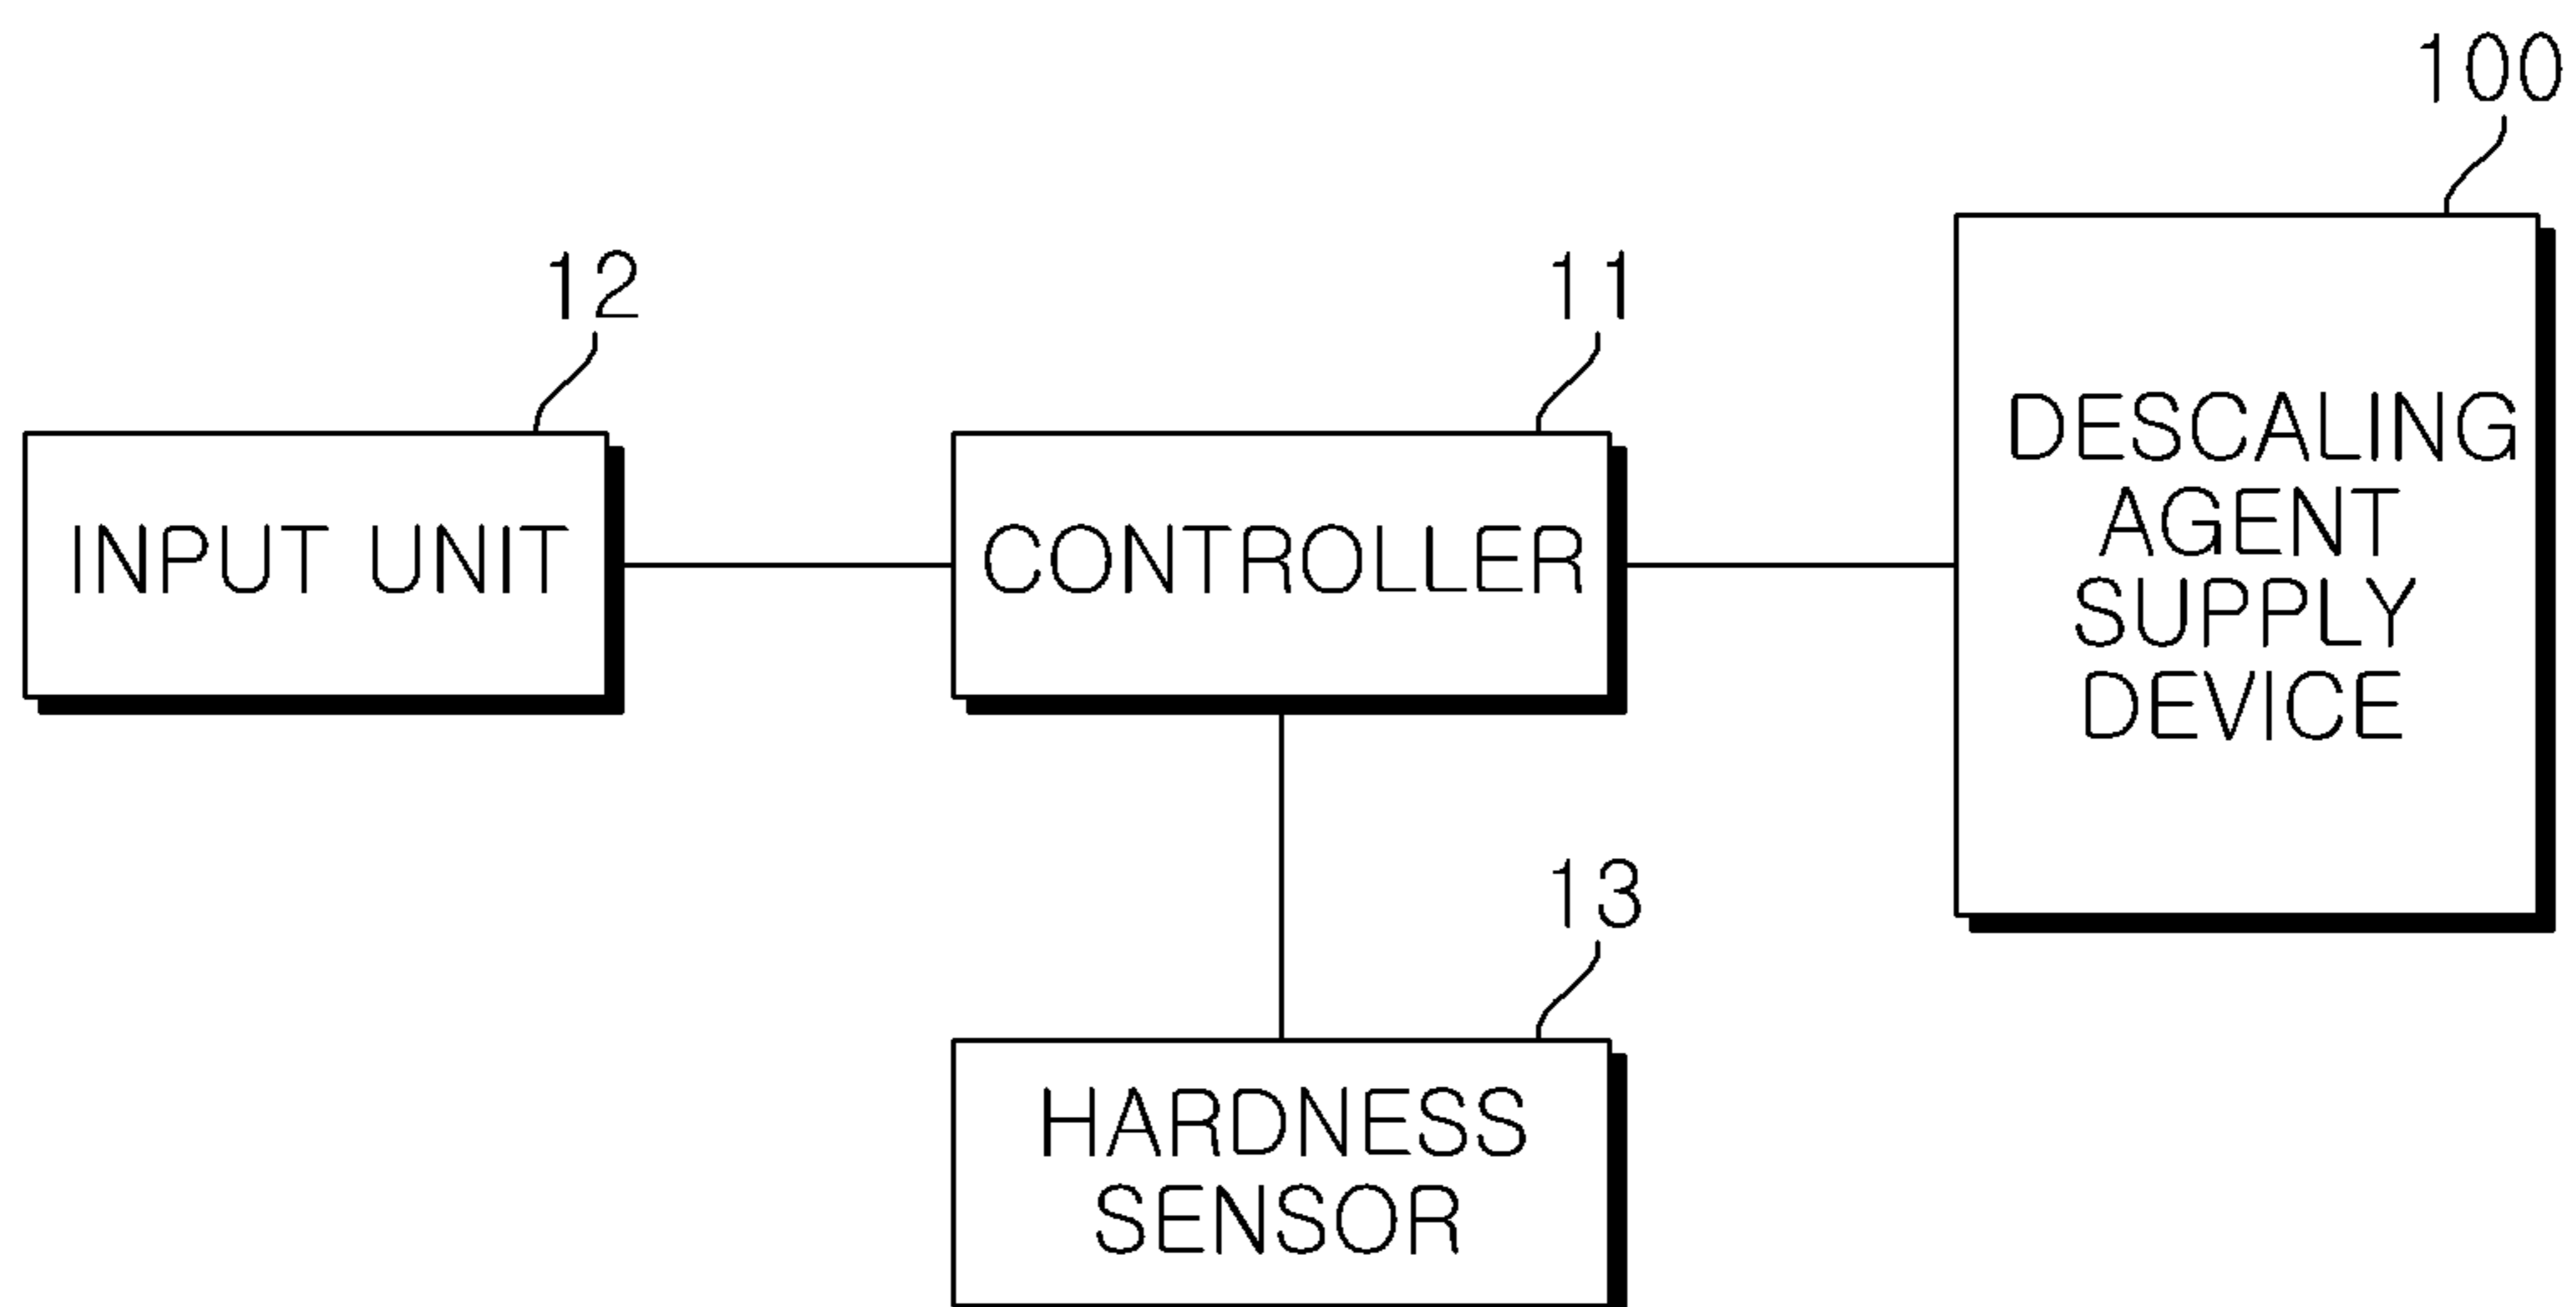 100
12
11
INPUT UNIT
CONTROLLER
DESCALING
AGENT
SUPPLY
DEVICE
13
HARDNESS
SENSOR